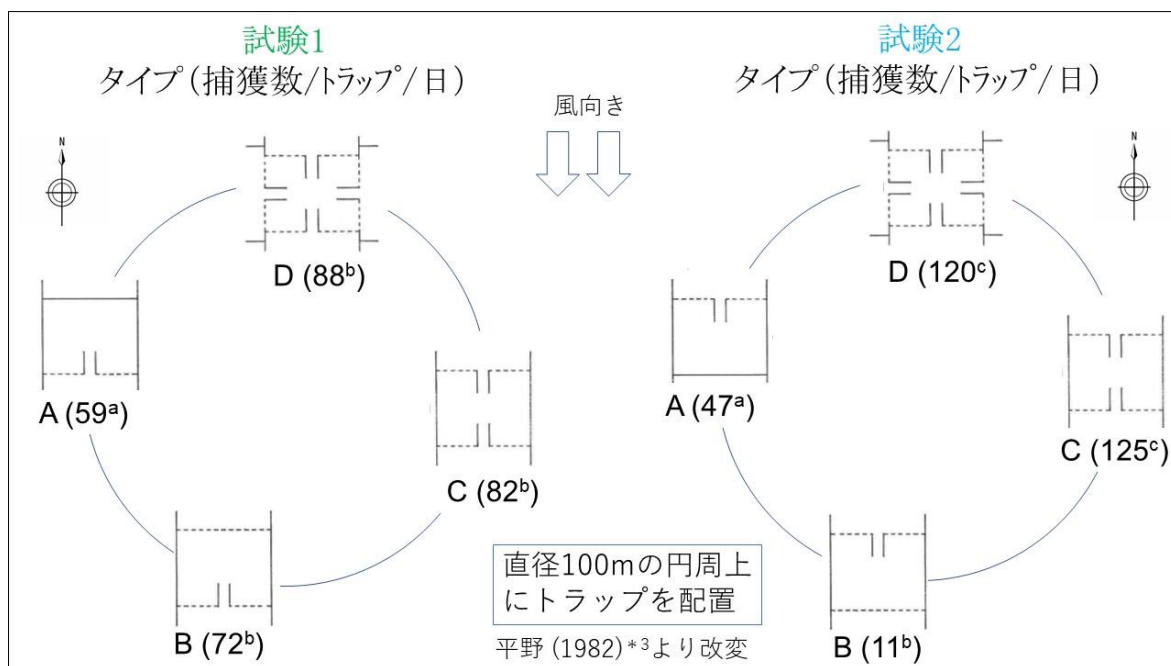 試験1
タイプ(捕獲数/トラップ/日)
試験2
タイプ(捕獲数/トラップ/日)
風向き
N
N
D (88ᵇ)
D (120ᶜ)
A (59ᵃ)
A (47ᵃ)
C (82ᵇ)
C (125ᶜ)
B (72ᵇ)
B (11ᵇ)
直径100mの円周上
にトラップを配置
平野 (1982)*³より改変